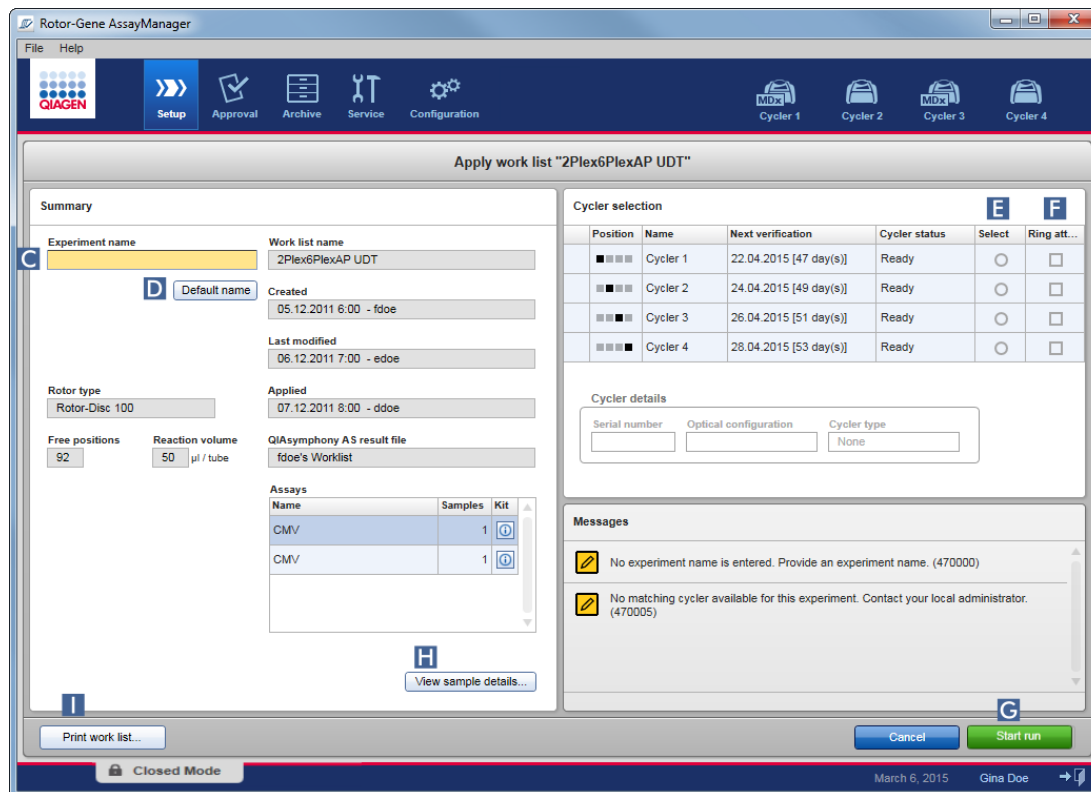 Rotor-Gene AssayManager
File Help
QIAGEN
Setup Approval Archive Service Configuration
MDx MDx
Cycler 1 Cycler 2 Cycler 3 Cycler 4
Apply work list "2Plex6PlexAP UDT"
Summary
Experiment name Work list name
C 2Plex6PlexAP UDT
D Default name Created
05.12.2011 6:00 - fdoe
Last modified
06.12.2011 7:00 - edoe
Rotor type Applied
Rotor-Disc 100 07.12.2011 8:00 - ddoe
Free positions Reaction volume QIAsymphony AS result file
92 50 µl / tube fdoe's Worklist
Assays
Name Samples Kit
CMV 1
CMV 1
H
View sample details...
I
Print work list...
Cycler selection E F
Position Name Next verification Cycler status Select Ring att...
Cycler 1 22.04.2015 [47 day(s)] Ready
Cycler 2 24.04.2015 [49 day(s)] Ready
Cycler 3 26.04.2015 [51 day(s)] Ready
Cycler 4 28.04.2015 [53 day(s)] Ready
Cycler details
Serial number Optical configuration Cycler type
None
Messages
No experiment name is entered. Provide an experiment name. (470000)
No matching cycler available for this experiment. Contact your local administrator.
(470005)
G
Cancel Start run
Closed Mode
March 6, 2015 Gina Doe